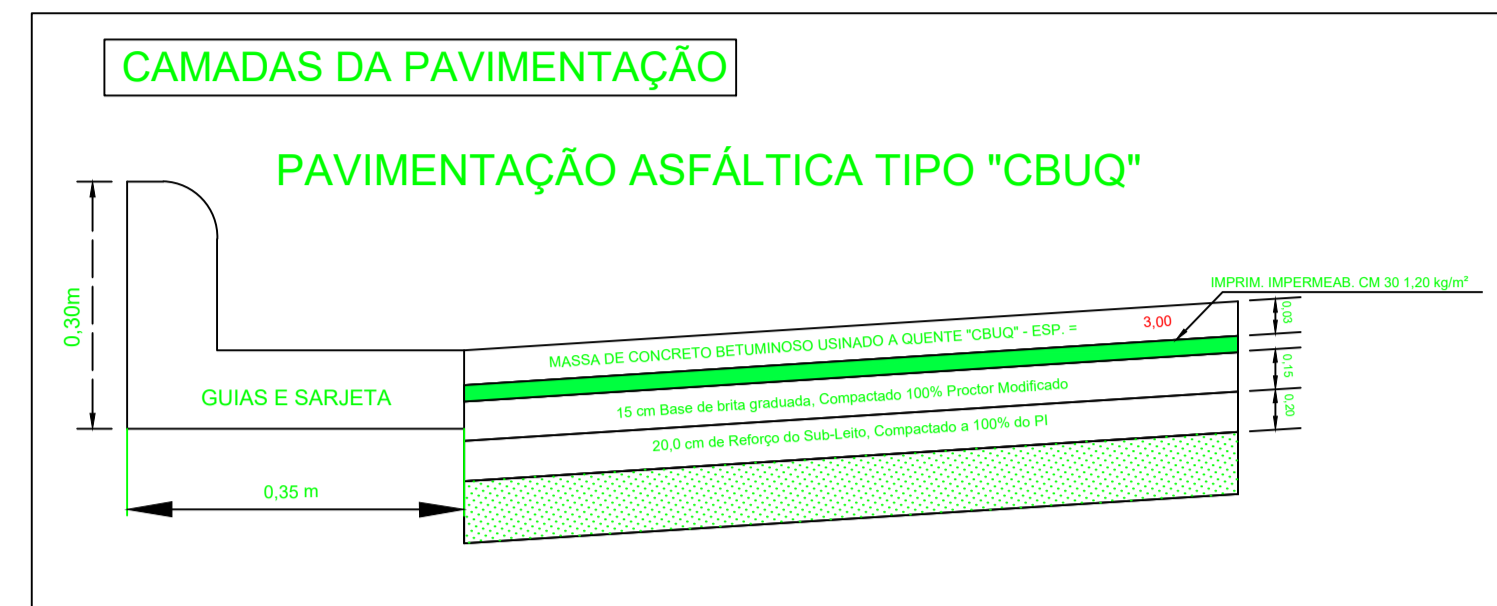 CAMADAS DA PAVIMENTAÇÃO
PAVIMENTAÇÃO ASFÁLTICA TIPO "CBUQ"
0,30m
IMPRIM. IMPERMEAB. CM 30 1,20 kg/m²
0,03
MASSA DE CONCRETO BETUMINOSO USINADO A QUENTE "CBUQ" - ESP. = 3,00
0,15
GUIAS E SARJETA
15 cm Base de brita graduada, Compactado 100% Proctor Modificado
0,20
20,0 cm de Reforço do Sub-Leito, Compactado a 100% do PI
0,35 m